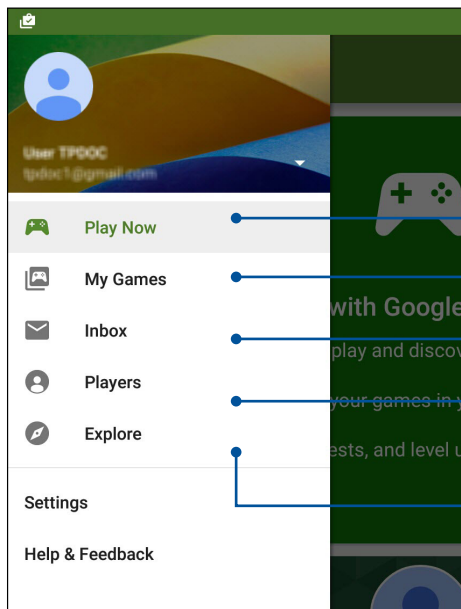 User TPDOC
tpdoc1@gmail.com
Play Now
My Games
Inbox
Players
Explore
Settings
Help & Feedback
with Google
play and discov
your games in y
ests, and level u